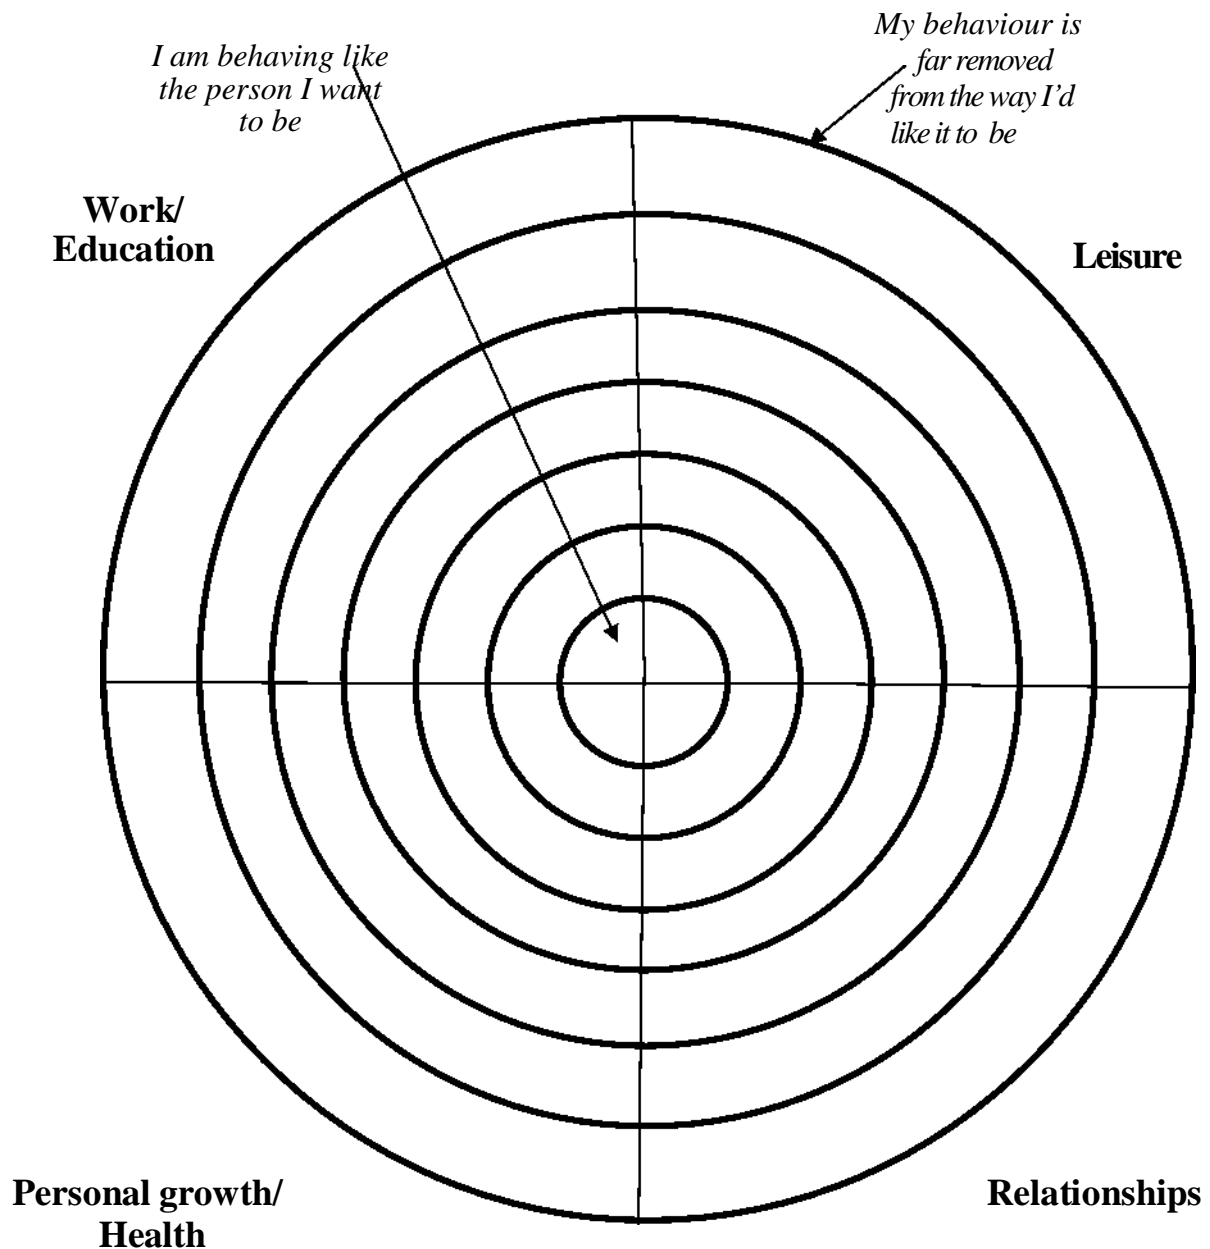 I am behaving like
the person I want
to be
My behaviour is
far removed
from the way I'd
like it to be
Work/
Education
Leisure
Personal growth/
Health
Relationships